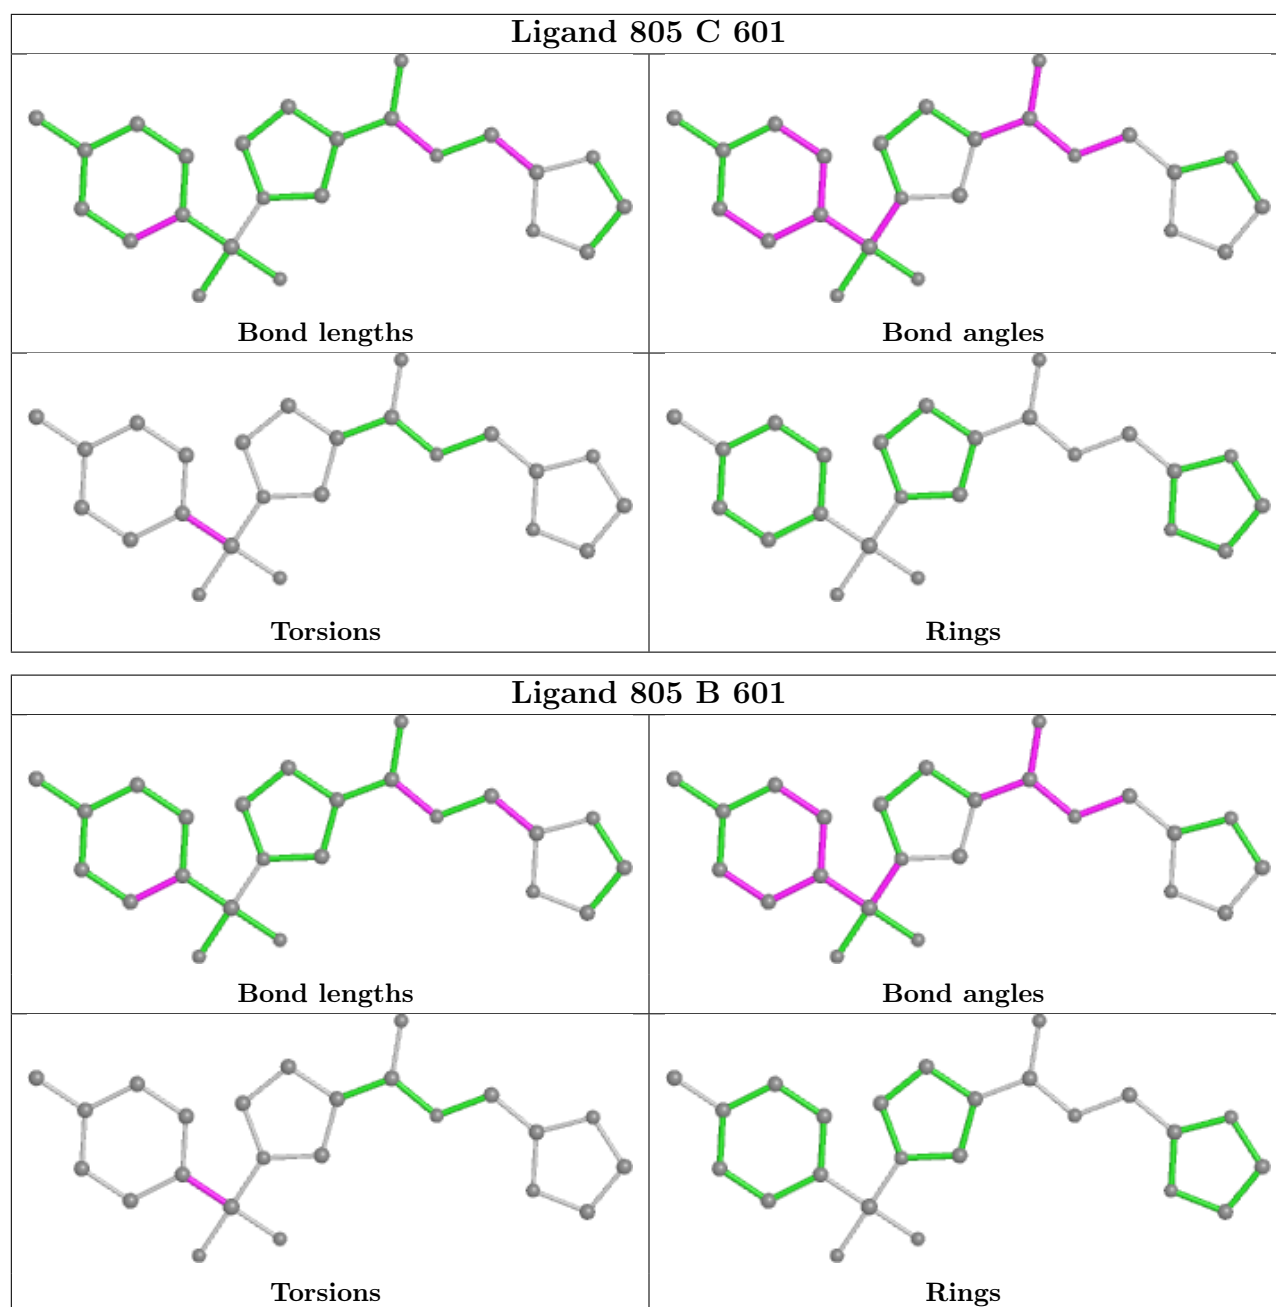 Ligand 805 C 601
Bond lengths
Bond angles
Torsions
Rings
Ligand 805 B 601
Bond lengths
Bond angles
Torsions
Rings